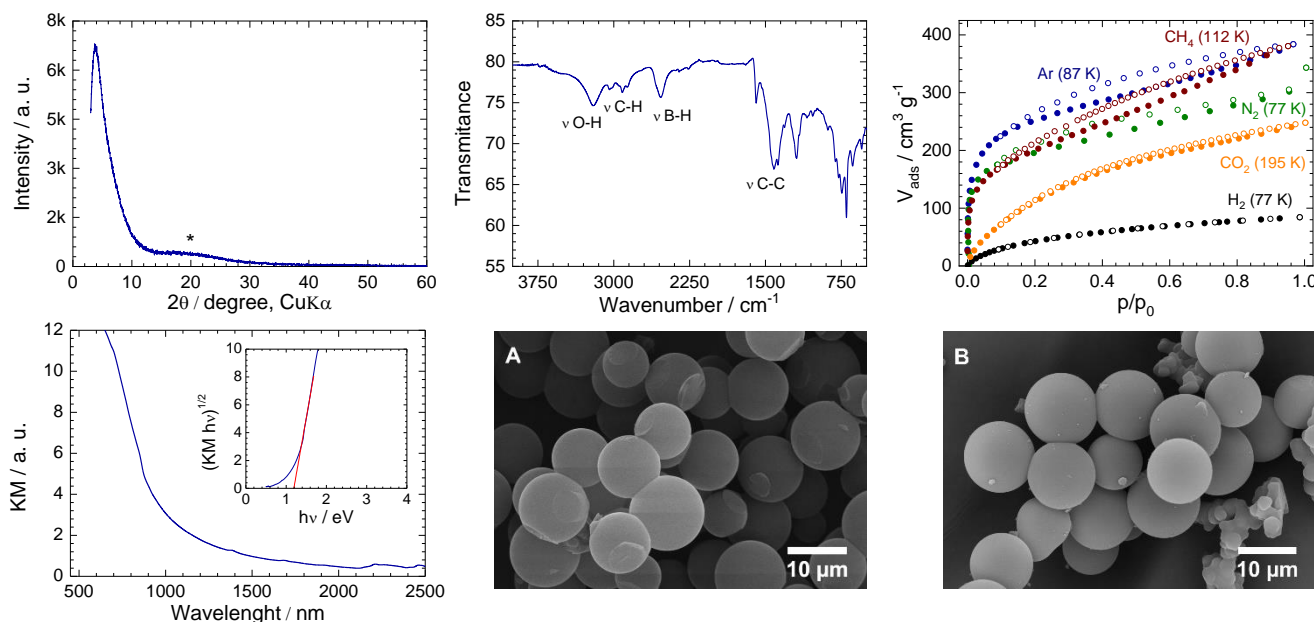 Intensity / a. u.
8k
6k
5k
3k
2k
0
*
0 10 20 30 40 50 60
2θ / degree, CuKα
Transmitance
85
80
75
70
65
60
55
ν O-H
ν C-H
ν B-H
ν C-C
3750 3000 2250 1500 750
Wavenumber / cm⁻¹
V_ads / cm³ g⁻¹
400
300
200
100
0
CH₄ (112 K)
Ar (87 K)
N₂ (77 K)
CO₂ (195 K)
H₂ (77 K)
0.0 0.2 0.4 0.6 0.8 1.0
p/p₀
KM / a. u.
12
10
8
6
4
2
0
(KM hν)¹/²
10
8
6
4
2
0
0 1 2 3 4
hν / eV
500 1000 1500 2000 2500
Wavelenght / nm
A
10 μm
B
10 μm